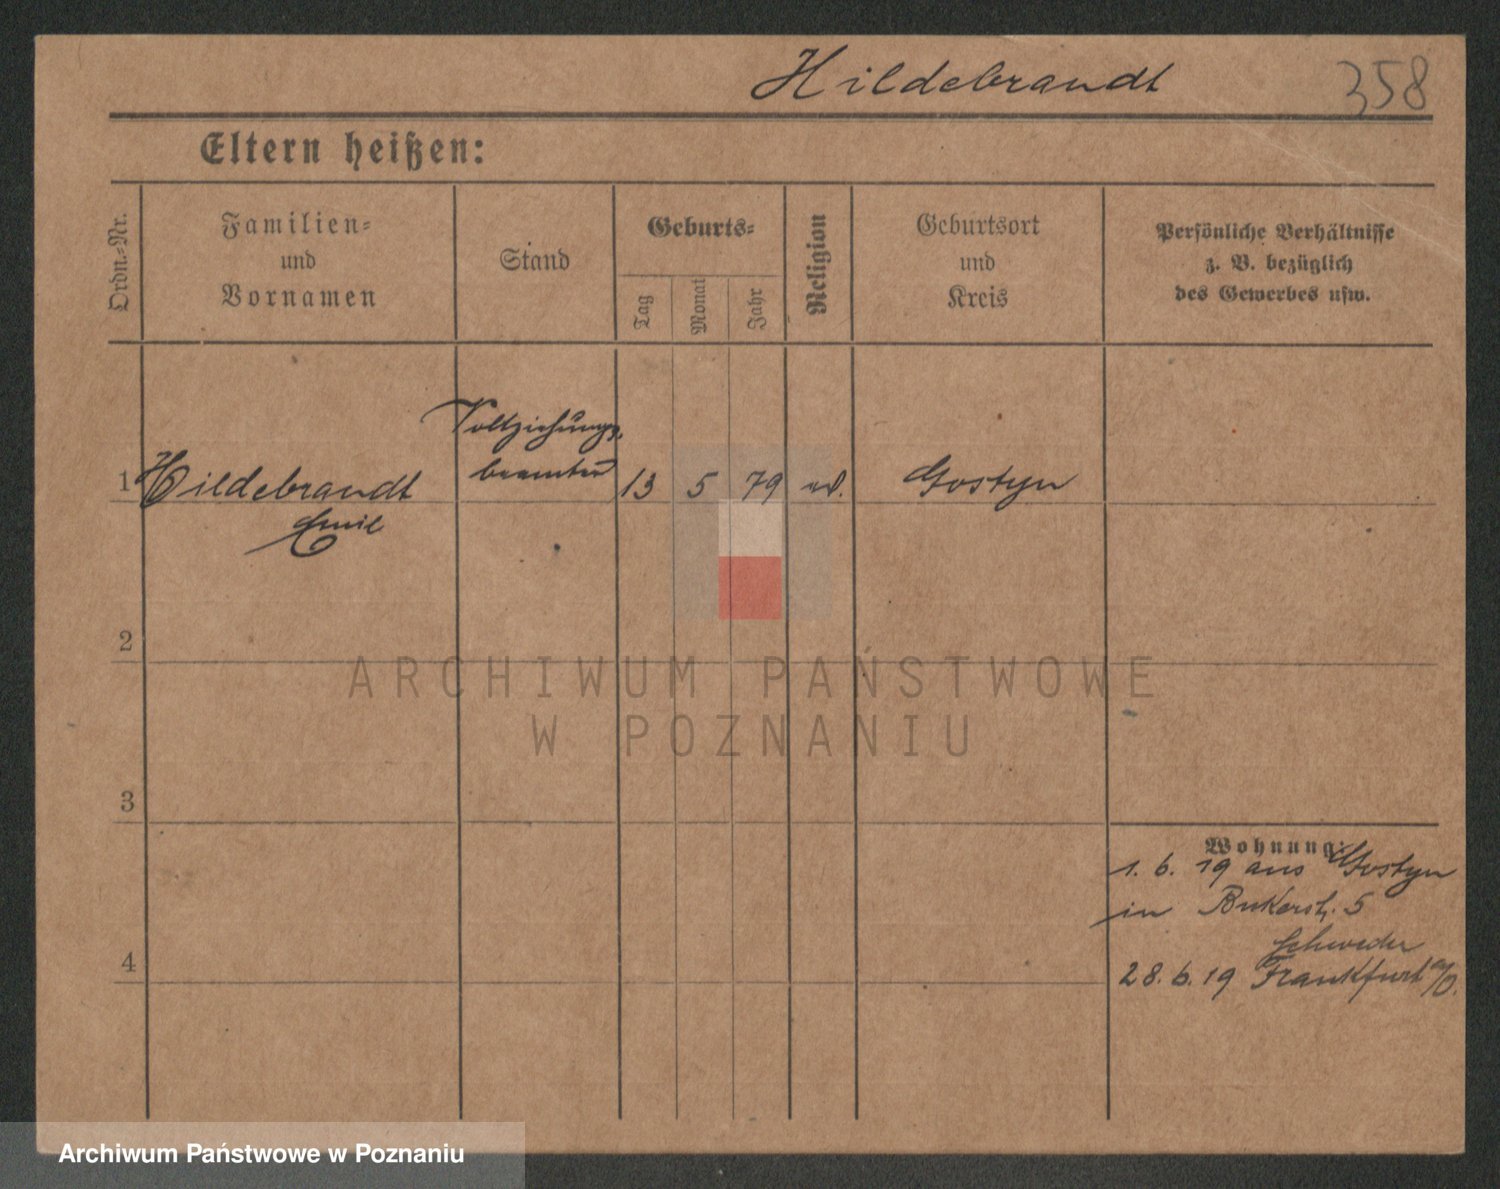 Hildebrandt 358
Eltern heißen:
Ordn.-Nr.
Familien-
und
Vornamen
Stand
Geburts-
Tag
Monat
Jahr
Religion
Geburtsort
und
Kreis
Persönliche Verhältnisse
z. B. bezüglich
des Gewerbes usw.
Vollziehungs-
beamter
1 Hildebrandt 13 5 79 ev. Gostyn
Emil
2
ARCHIWUM PAŃSTWOWE
W POZNANIU
3
Wohnung:
1. 6. 19 aus Gostyn
in Bukerstr. 5
4
28. 6. 19 Frankfurt a/O.
Archiwum Państwowe w Poznaniu